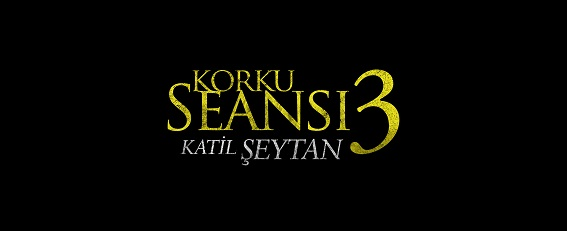 KORKU
SEANSI 3
KATİL ŞEYTAN